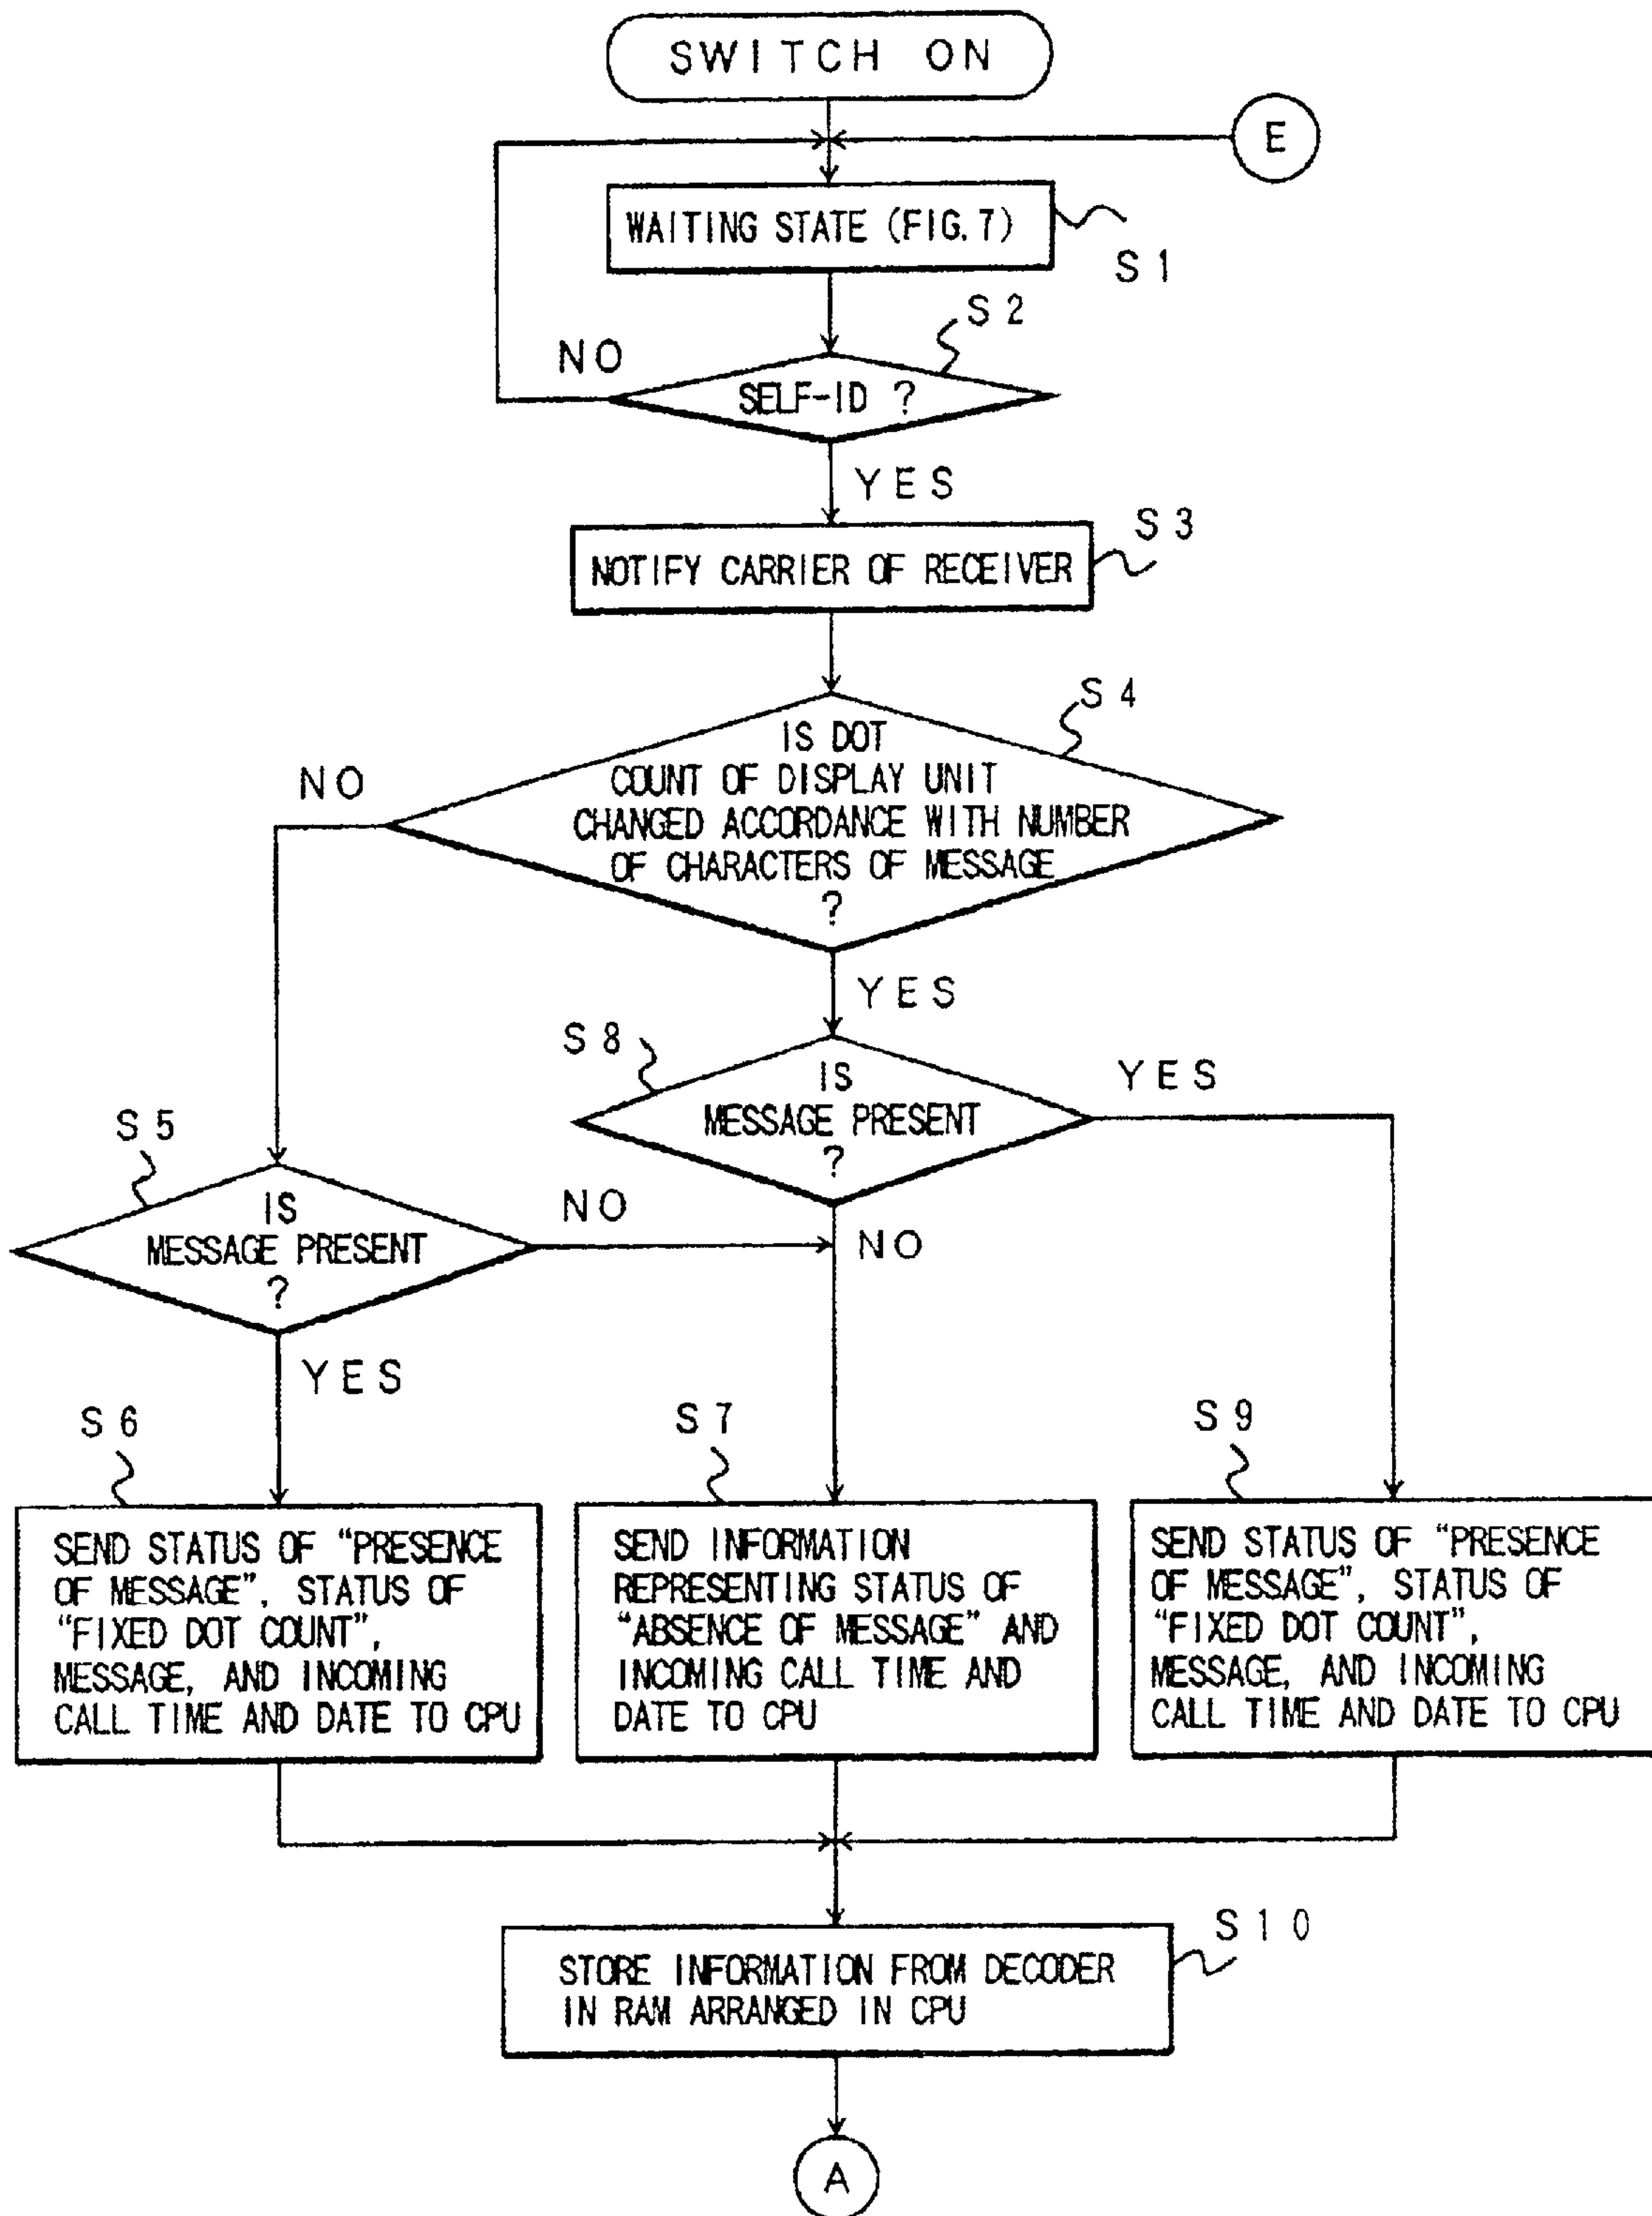 SWITCH ON
E
WAITING STATE (FIG. 7)
S1
S2
NO
SELF-ID ?
YES
S3
NOTIFY CARRIER OF RECEIVER
S4
NO
IS DOT
COUNT OF DISPLAY UNIT
CHANGED ACCORDANCE WITH NUMBER
OF CHARACTERS OF MESSAGE
?
YES
S8
IS
MESSAGE PRESENT
?
YES
S5
IS
MESSAGE PRESENT
?
NO
NO
YES
S6
S7
S9
SEND STATUS OF “PRESENCE
OF MESSAGE”, STATUS OF
“FIXED DOT COUNT”,
MESSAGE, AND INCOMING
CALL TIME AND DATE TO CPU
SEND INFORMATION
REPRESENTING STATUS OF
“ABSENCE OF MESSAGE” AND
INCOMING CALL TIME AND
DATE TO CPU
SEND STATUS OF “PRESENCE
OF MESSAGE”, STATUS OF
“FIXED DOT COUNT”,
MESSAGE, AND INCOMING
CALL TIME AND DATE TO CPU
S10
STORE INFORMATION FROM DECODER
IN RAM ARRANGED IN CPU
A